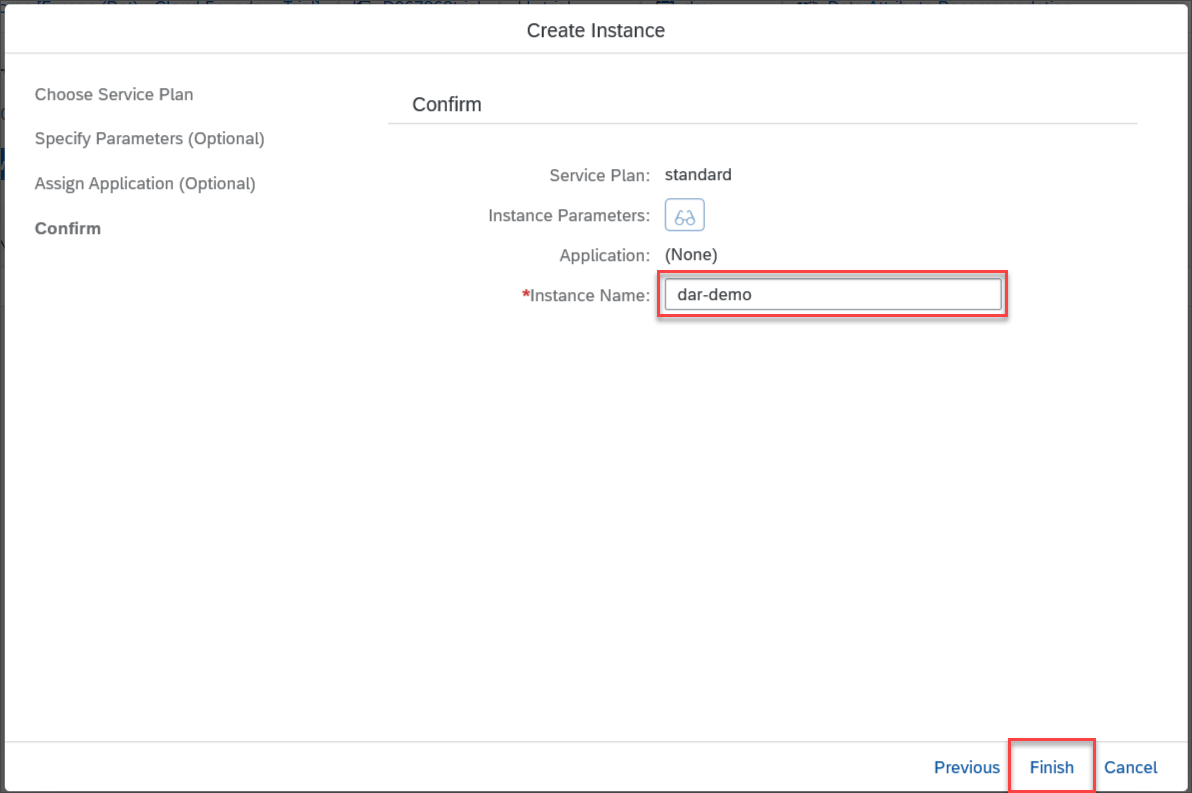 Create Instance
Choose Service Plan
Specify Parameters (Optional)
Assign Application (Optional)
Confirm
Confirm
Service Plan: standard
Instance Parameters:
Application: (None)
*Instance Name: dar-demo
Previous Finish Cancel